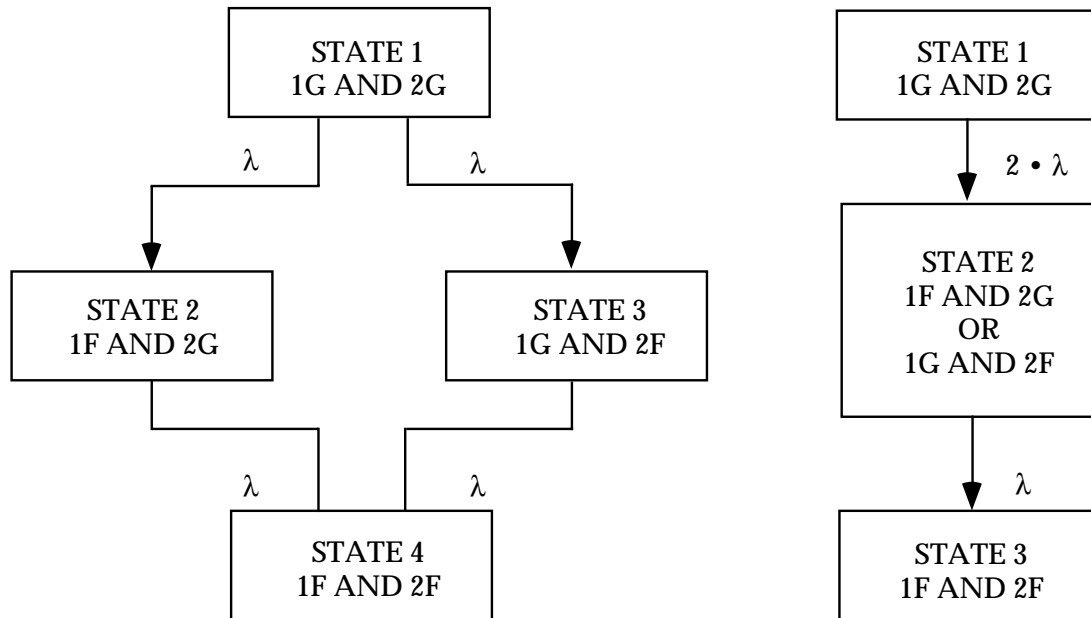 STATE 1
1G AND 2G
λ
λ
STATE 2
1F AND 2G
STATE 3
1G AND 2F
λ
λ
STATE 4
1F AND 2F
STATE 1
1G AND 2G
2 • λ
STATE 2
1F AND 2G
OR
1G AND 2F
λ
STATE 3
1F AND 2F